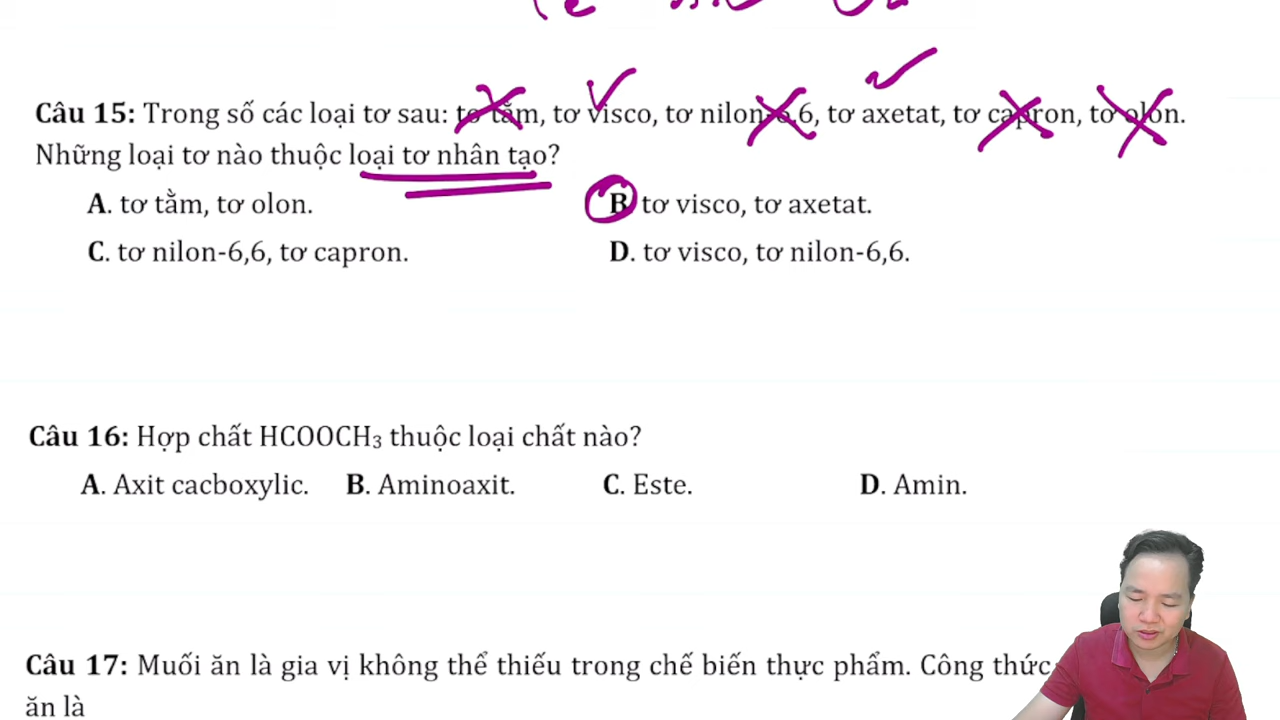 Câu 15: Trong số các loại tơ sau: tơ tằm, tơ visco, tơ nilon-6,6, tơ axetat, tơ capron, tơ olon.
Những loại tơ nào thuộc loại tơ nhân tạo?
A. tơ tằm, tơ olon. B tơ visco, tơ axetat.
C. tơ nilon-6,6, tơ capron. D. tơ visco, tơ nilon-6,6.
Câu 16: Hợp chất HCOOCH₃ thuộc loại chất nào?
A. Axit cacboxylic. B. Aminoaxit. C. Este. D. Amin.
Câu 17: Muối ăn là gia vị không thể thiếu trong chế biến thực phẩm. Công thức
ăn là